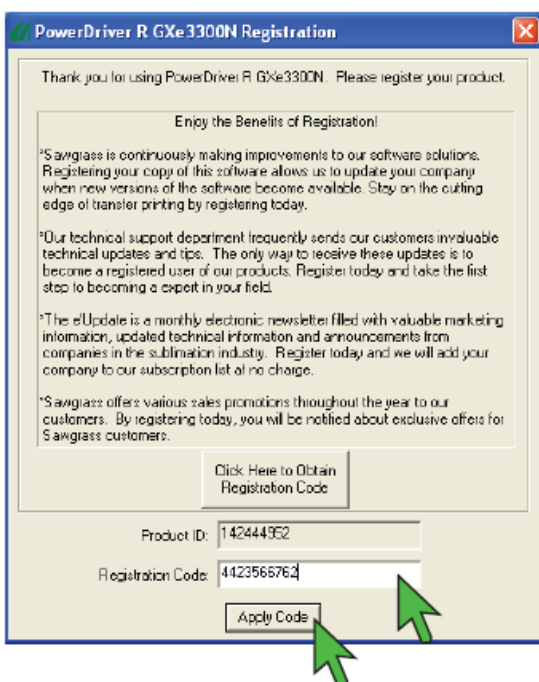 PowerDriver R GXe3300N Registration
Thank you for using PowerDriver R GXe3300N. Please register your product.
Enjoy the Benefits of Registration!
*Sawgrass is continuously making improvements to our software solutions.
Registering your copy of this software allows us to update your company
when new versions of the software become available. Stay on the cutting
edge of transfer printing by registering today.
*Our technical support department frequently sends our customers invaluable
technical updates and tips. The only way to receive these updates is to
become a registered user of our products. Register today and take the first
step to becoming a expert in your field.
*The e'Update is a monthly electronic newsletter filled with valuable marketing
information, updated technical information and announcements from
companies in the sublimation industry. Register today and we will add your
company to our subscription list at no charge.
*Sawgrass offers various sales promotions throughout the year to our
customers. By registering today, you will be notified about exclusive offers for
Sawgrass customers.
Click Here to Obtain
Registration Code
Product ID: 142444952
Registration Code: 4423566762
Apply Code